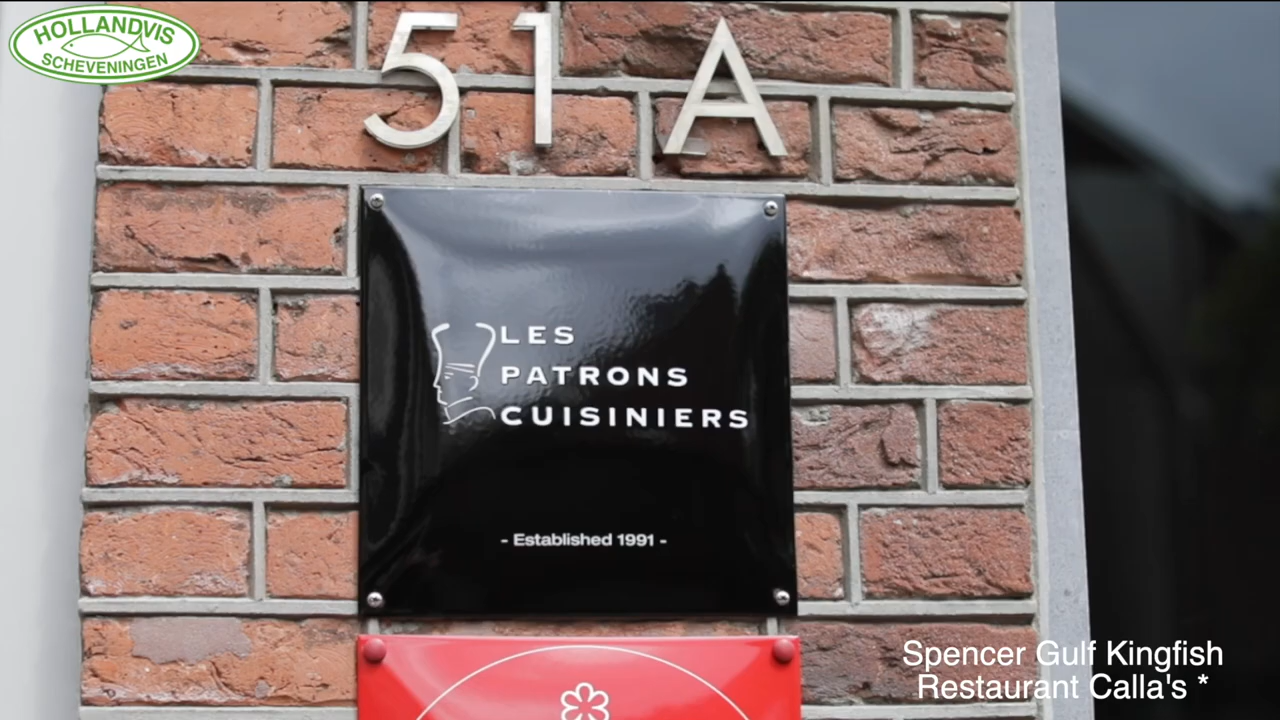 HOLLANDVIS
SCHEVENINGEN
51A
LES
PATRONS
CUISINIERS
- Established 1991 -
Spencer Gulf Kingfish
Restaurant Calla's *